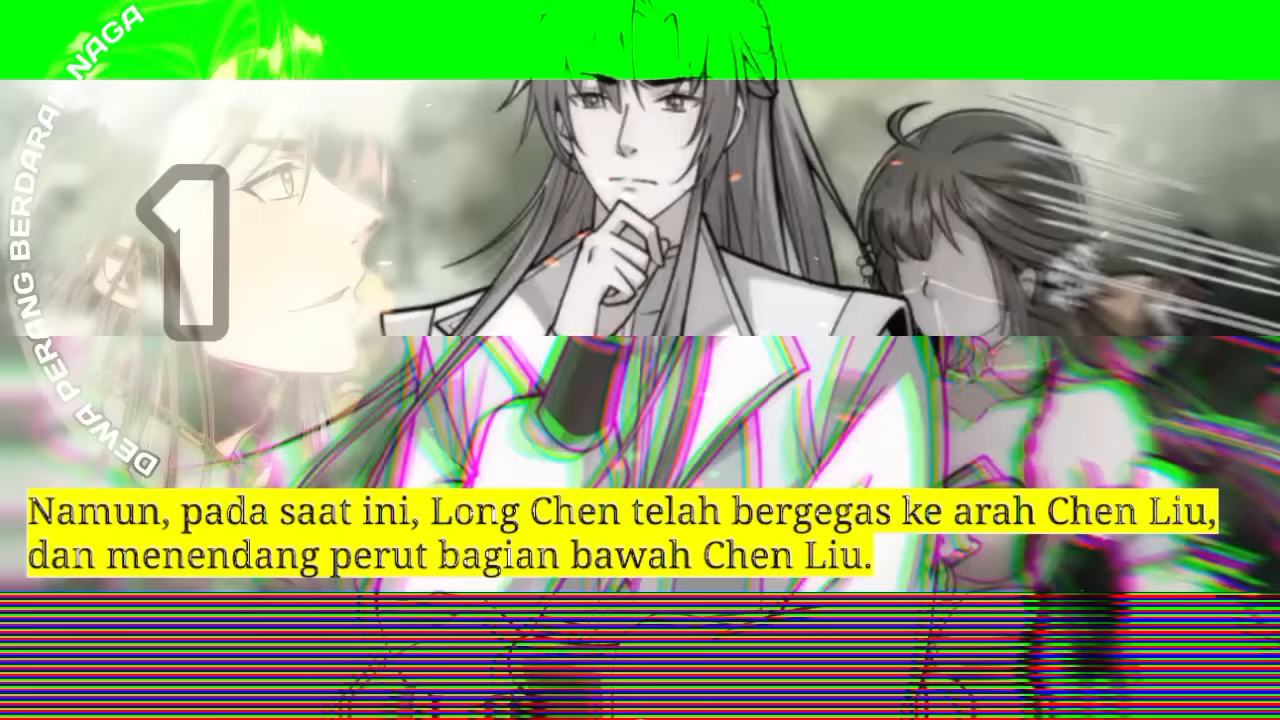 DEWA PERANG BERDARAH NAGA
1
Namun, pada saat ini, Long Chen telah bergegas ke arah Chen Liu,
dan menendang perut bagian bawah Chen Liu.